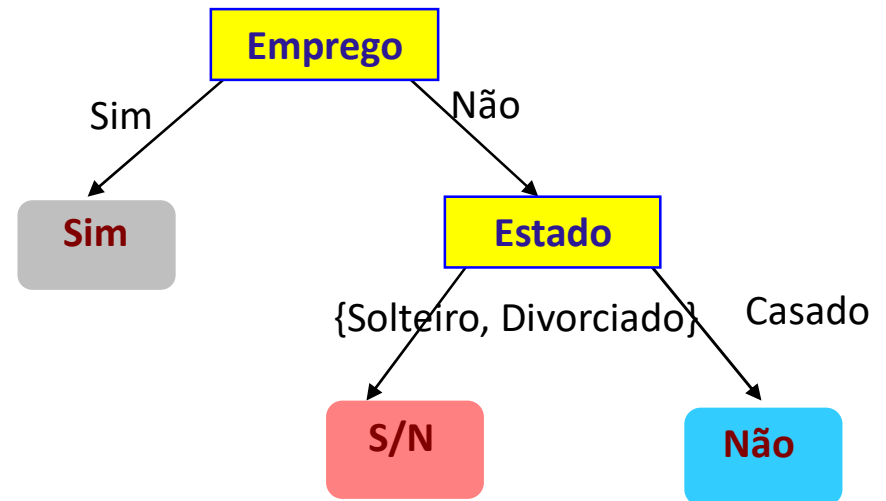 Emprego
Sim
Não
Sim
Estado
{Solteiro, Divorciado}
Casado
S/N
Não